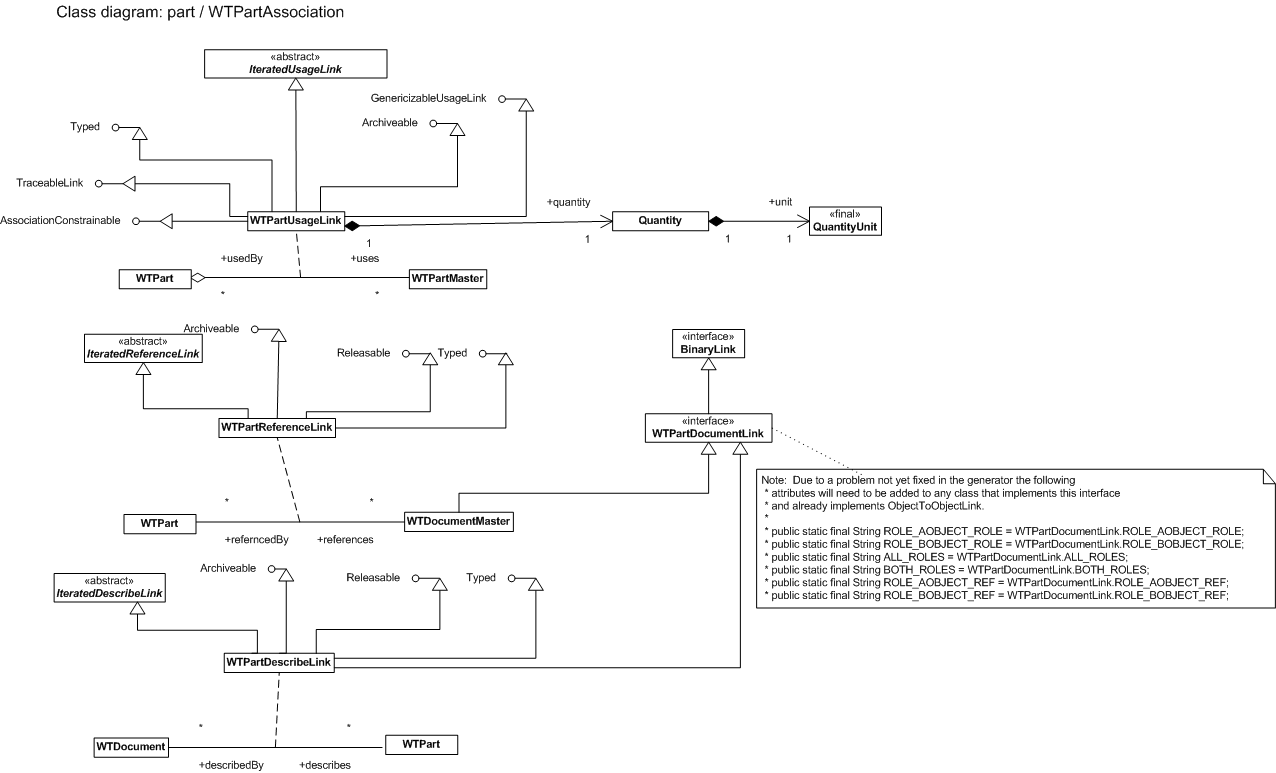 Class diagram: part / WTPartAssociation
«abstract»
IteratedUsageLink
GenericizableUsageLink
Archiveable
Typed
TraceableLink
AssociationConstrainable
WTPartUsageLink
+quantity
1
1
Quantity
+unit
1
1
«final»
QuantityUnit
+usedBy
+uses
WTPart
WTPartMaster
*
*
Archiveable
«abstract»
IteratedReferenceLink
Releasable
Typed
WTPartReferenceLink
«interface»
BinaryLink
«interface»
WTPartDocumentLink
*
*
WTPart
WTDocumentMaster
+referncedBy
+references
Note: Due to a problem not yet fixed in the generator the following
* attributes will need to be added to any class that implements this interface
* and already implements ObjectToObjectLink.
*
* public static final String ROLE_AOBJECT_ROLE = WTPartDocumentLink.ROLE_AOBJECT_ROLE;
* public static final String ROLE_BOBJECT_ROLE = WTPartDocumentLink.ROLE_BOBJECT_ROLE;
* public static final String ALL_ROLES = WTPartDocumentLink.ALL_ROLES;
* public static final String BOTH_ROLES = WTPartDocumentLink.BOTH_ROLES;
* public static final String ROLE_AOBJECT_REF = WTPartDocumentLink.ROLE_AOBJECT_REF;
* public static final String ROLE_BOBJECT_REF = WTPartDocumentLink.ROLE_BOBJECT_REF;
Archiveable
«abstract»
IteratedDescribeLink
Releasable
Typed
WTPartDescribeLink
*
*
WTDocument
WTPart
+describedBy
+describes